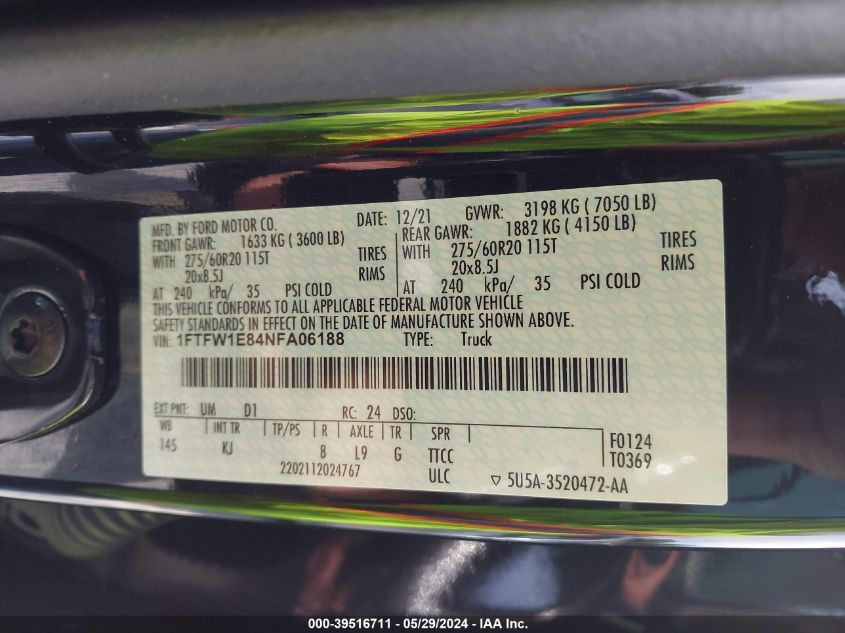 MFD. BY FORD MOTOR CO. DATE: 12/21 GVWR: 3198 KG ( 7050 LB)
FRONT GAWR: 1633 KG ( 3600 LB) REAR GAWR: 1882 KG ( 4150 LB)
WITH 275/60R20 115T TIRES WITH 275/60R20 115T TIRES
20x8.5J RIMS 20x8.5J RIMS
AT 240 kPa/ 35 PSI COLD AT 240 kPa/ 35 PSI COLD
THIS VEHICLE CONFORMS TO ALL APPLICABLE FEDERAL MOTOR VEHICLE
SAFETY STANDARDS IN EFFECT ON THE DATE OF MANUFACTURE SHOWN ABOVE.
VIN: 1FTFW1E84NFA06188 TYPE: Truck
EXT PNT: UM D1 RC: 24 DSO:
WB INT TR TP/PS R AXLE TR SPR F0124
145 KJ 8 L9 G TTCC T0369
2202112024767 ULC ▽ 5U5A-3520472-AA
000-39516711 - 05/29/2024 - IAA Inc.